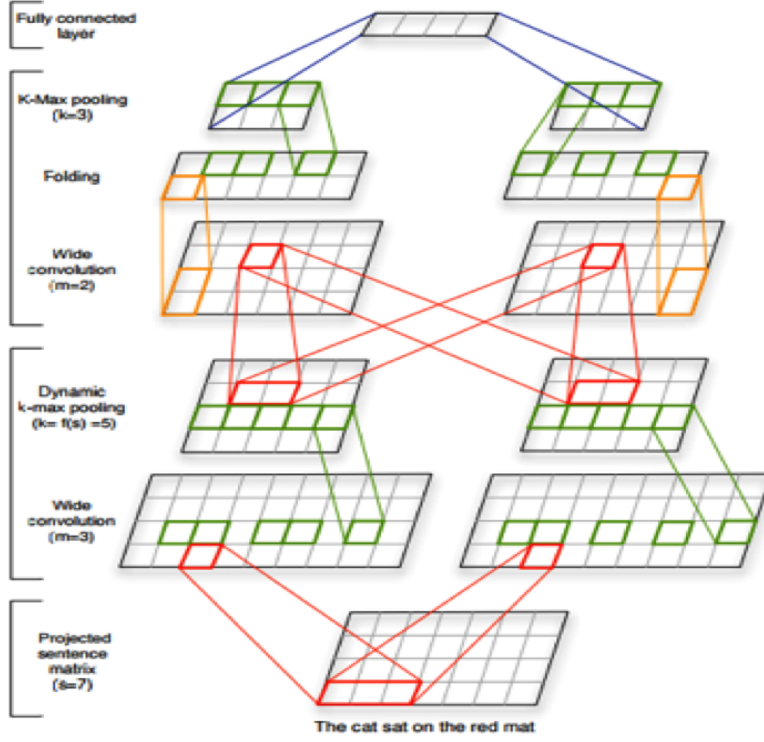 Fully connected
layer
K-Max pooling
(k=3)
Folding
Wide
convolution
(m=2)
Dynamic
k-max pooling
(k= f(s) =5)
Wide
convolution
(m=3)
Projected
sentence
matrix
(s=7)
The cat sat on the red mat